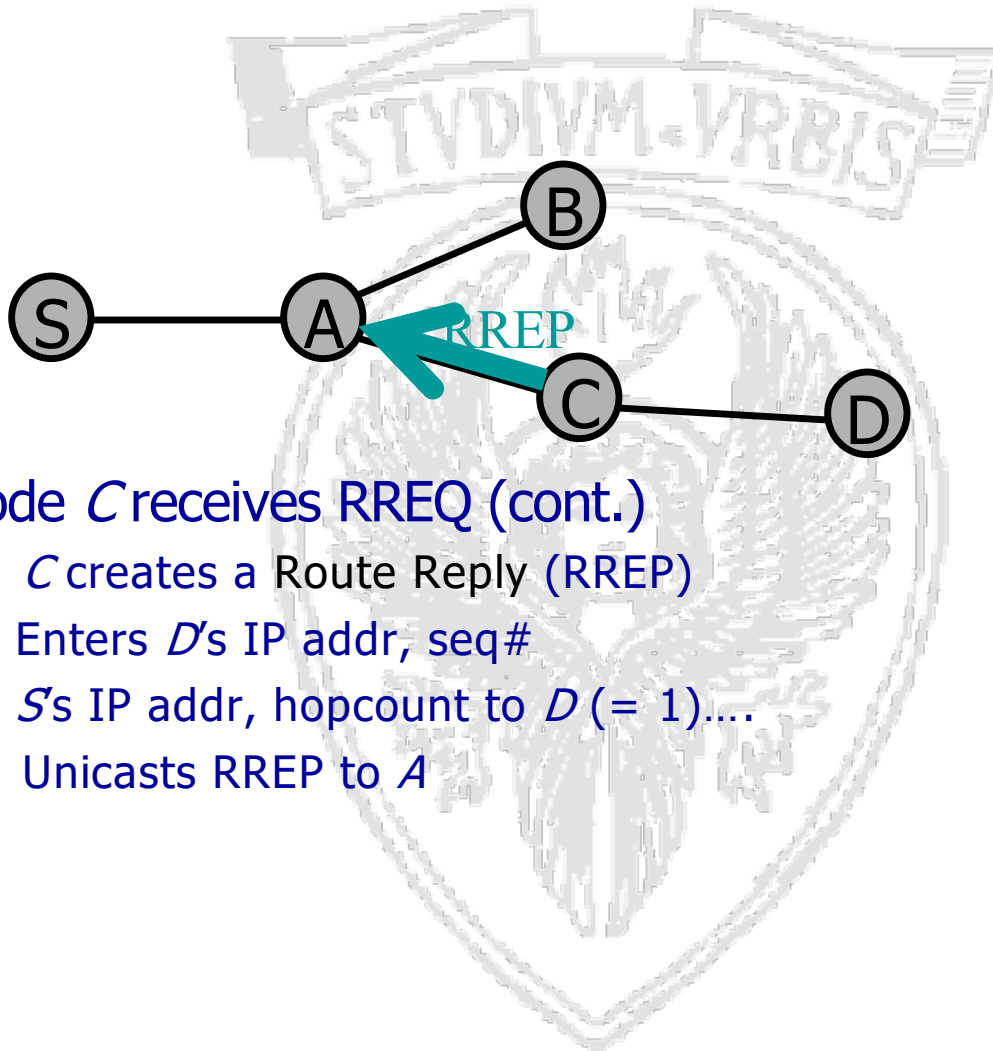 STVDIVM·VRBIS
B
S
A
RREP
C
D
ode C receives RREQ (cont.)
C creates a Route Reply (RREP)
Enters D's IP addr, seq#
S's IP addr, hopcount to D (= 1)….
Unicasts RREP to A